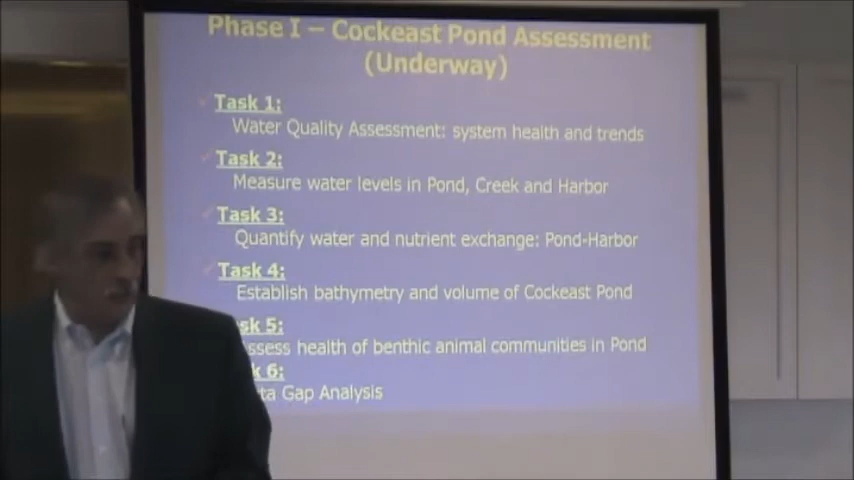 Phase I – Cockeast Pond Assessment
(Underway)
Task 1:
Water Quality Assessment: system health and trends
Task 2:
Measure water levels in Pond, Creek and Harbor
Task 3:
Quantify water and nutrient exchange: Pond-Harbor
Task 4:
Establish bathymetry and volume of Cockeast Pond
sk 5:
ssess health of benthic animal communities in Pond
k 6:
ta Gap Analysis